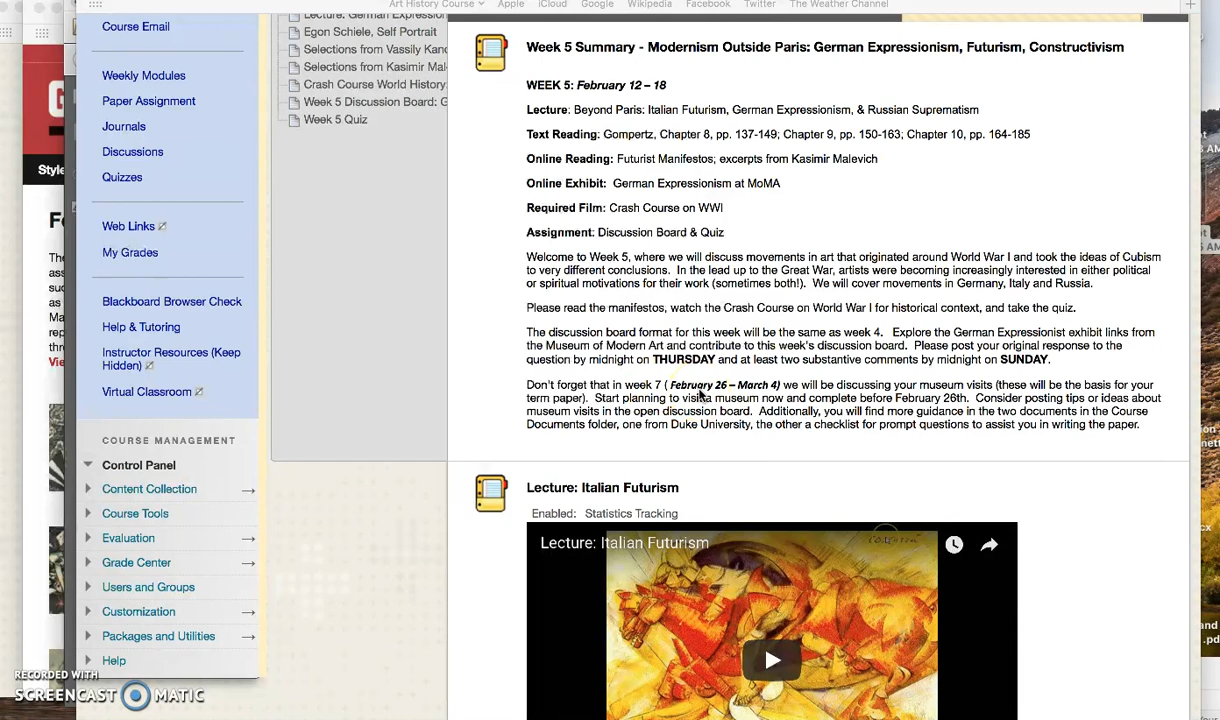 Art History Course Apple iCloud Google Wikipedia Facebook Twitter The Weather Channel
Course Email
Weekly Modules
Paper Assignment
Journals
Discussions
Quizzes
Web Links
My Grades
Blackboard Browser Check
Help & Tutoring
Instructor Resources (Keep
Hidden)
Virtual Classroom
COURSE MANAGEMENT
Control Panel
Content Collection
Course Tools
Evaluation
Grade Center
Users and Groups
Customization
Packages and Utilities
Help
RECORDED WITH
SCREENCAST MATIC
Style
The
Lecture: German Expression
Egon Schiele, Self Portrait
Selections from Vassily Kan
Selections from Kasimir Mal
Crash Course World History
Week 5 Discussion Board: G
Week 5 Quiz
Week 5 Summary - Modernism Outside Paris: German Expressionism, Futurism, Constructivism
WEEK 5: February 12 – 18
Lecture: Beyond Paris: Italian Futurism, German Expressionism, & Russian Suprematism
Text Reading: Gompertz, Chapter 8, pp. 137-149; Chapter 9, pp. 150-163; Chapter 10, pp. 164-185
Online Reading: Futurist Manifestos; excerpts from Kasimir Malevich
Online Exhibit: German Expressionism at MoMA
Required Film: Crash Course on WWI
Assignment: Discussion Board & Quiz
Welcome to Week 5, where we will discuss movements in art that originated around World War I and took the ideas of Cubism
to very different conclusions. In the lead up to the Great War, artists were becoming increasingly interested in either political
or spiritual motivations for their work (sometimes both!). We will cover movements in Germany, Italy and Russia.
Please read the manifestos, watch the Crash Course on World War I for historical context, and take the quiz.
The discussion board format for this week will be the same as week 4. Explore the German Expressionist exhibit links from
the Museum of Modern Art and contribute to this week's discussion board. Please post your original response to the
question by midnight on THURSDAY and at least two substantive comments by midnight on SUNDAY.
Don't forget that in week 7 ( February 26 – March 4) we will be discussing your museum visits (these will be the basis for your
term paper). Start planning to visit a museum now and complete before February 26th. Consider posting tips or ideas about
museum visits in the open discussion board. Additionally, you will find more guidance in the two documents in the Course
Documents folder, one from Duke University, the other a checklist for prompt questions to assist you in writing the paper.
Lecture: Italian Futurism
Enabled: Statistics Tracking
Lecture: Italian Futurism